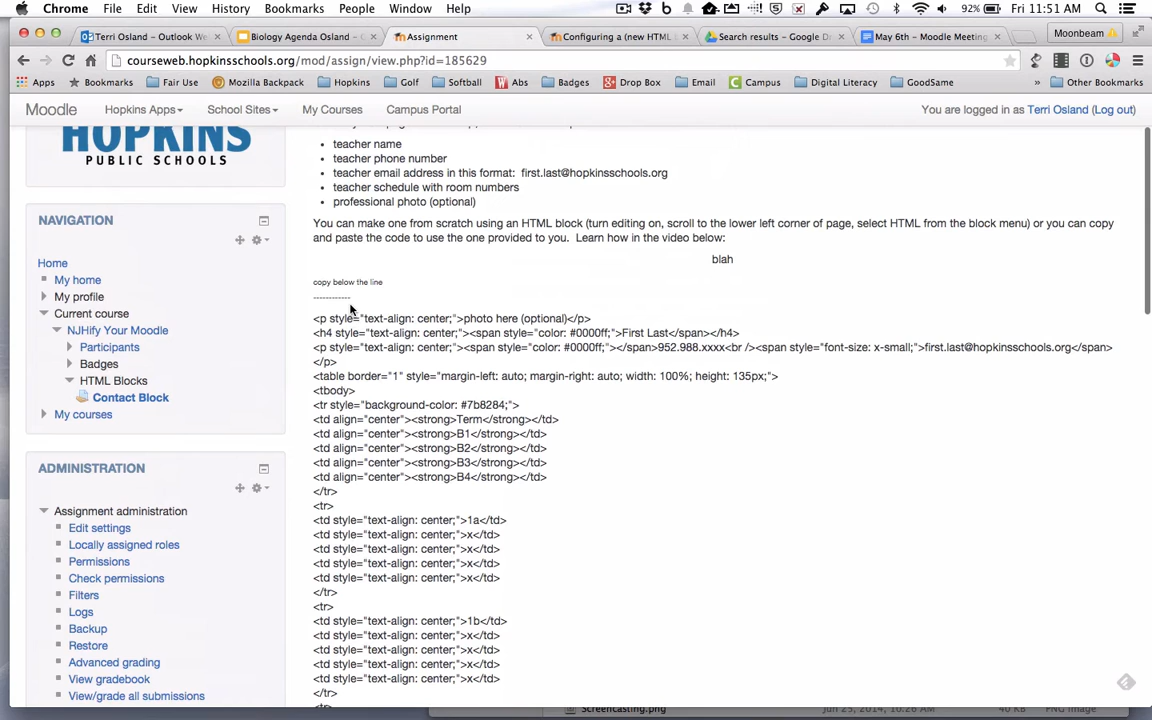 Chrome File Edit View History Bookmarks People Window Help 92% Fri 11:51 AM
Terri Osland – Outlook We Biology Agenda Osland – C Assignment Configuring a (new HTML Search results – Google Dr May 6th – Moodle Meeting Moonbeam
courseweb.hopkinsschools.org/mod/assign/view.php?id=185629
Apps Bookmarks Fair Use Mozilla Backpack Hopkins Golf Softball Abs Badges Drop Box Email Campus Digital Literacy GoodSame » Other Bookmarks
Moodle Hopkins Apps School Sites My Courses Campus Portal You are logged in as Terri Osland (Log out)
HOPKINS
PUBLIC SCHOOLS
NAVIGATION
Home
My home
My profile
Current course
NJHify Your Moodle
Participants
Badges
HTML Blocks
Contact Block
My courses
ADMINISTRATION
Assignment administration
Edit settings
Locally assigned roles
Permissions
Check permissions
Filters
Logs
Backup
Restore
Advanced grading
View gradebook
View/grade all submissions
• teacher name
• teacher phone number
• teacher email address in this format: first.last@hopkinsschools.org
• teacher schedule with room numbers
• professional photo (optional)
You can make one from scratch using an HTML block (turn editing on, scroll to the lower left corner of page, select HTML from the block menu) or you can copy
and paste the code to use the one provided to you. Learn how in the video below:
blah
copy below the line
------------
<p style="text-align: center;">photo here (optional)</p>
<h4 style="text-align: center;"><span style="color: #0000ff;">First Last</span></h4>
<p style="text-align: center;"><span style="color: #0000ff;"></span>952.988.xxxx<br /><span style="font-size: x-small;">first.last@hopkinsschools.org</span>
</p>
<table border="1" style="margin-left: auto; margin-right: auto; width: 100%; height: 135px;">
<tbody>
<tr style="background-color: #7b8284;">
<td align="center"><strong>Term</strong></td>
<td align="center"><strong>B1</strong></td>
<td align="center"><strong>B2</strong></td>
<td align="center"><strong>B3</strong></td>
<td align="center"><strong>B4</strong></td>
</tr>
<tr>
<td style="text-align: center;">1a</td>
<td style="text-align: center;">x</td>
<td style="text-align: center;">x</td>
<td style="text-align: center;">x</td>
<td style="text-align: center;">x</td>
</tr>
<tr>
<td style="text-align: center;">1b</td>
<td style="text-align: center;">x</td>
<td style="text-align: center;">x</td>
<td style="text-align: center;">x</td>
<td style="text-align: center;">x</td>
</tr>
Screencasting.png Jun 25, 2014, 10:26 AM 40 KB PNG image